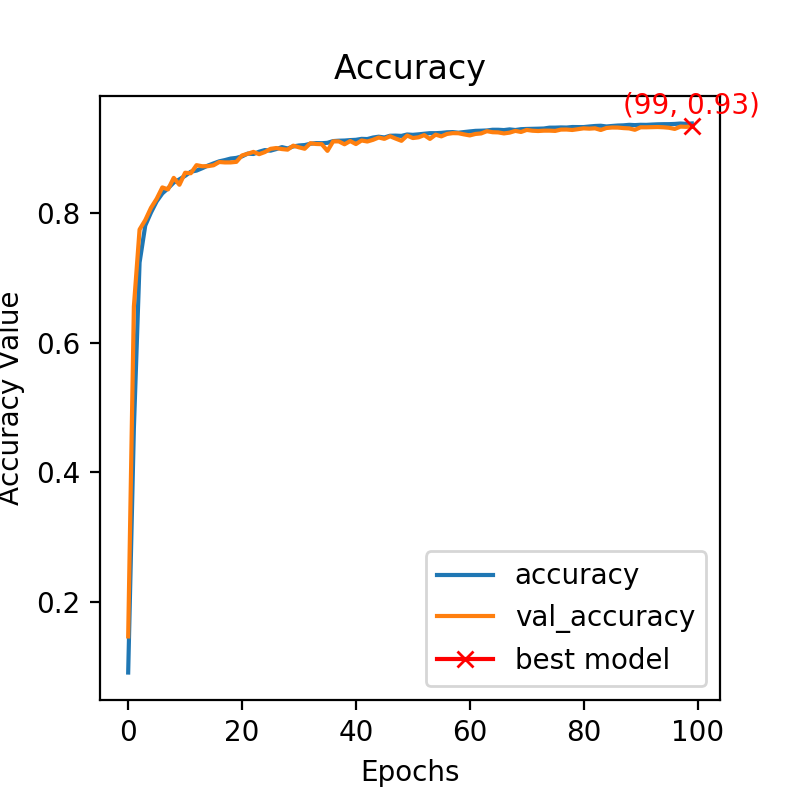 Accuracy
(99, 0.93)
0.8
0.6
0.4
0.2
Accuracy Value
accuracy
val_accuracy
best model
0 20 40 60 80 100
Epochs